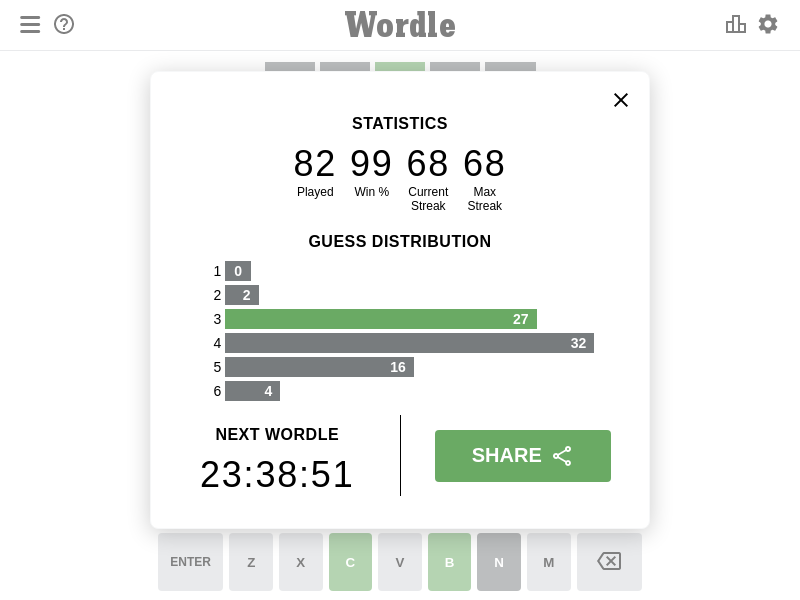 Wordle
STATISTICS
82 99 68 68
Played Win % Current Streak Max Streak
GUESS DISTRIBUTION
1 0
2 2
3 27
4 32
5 16
6 4
NEXT WORDLE
23:38:51
SHARE
ENTER Z X C V B N M